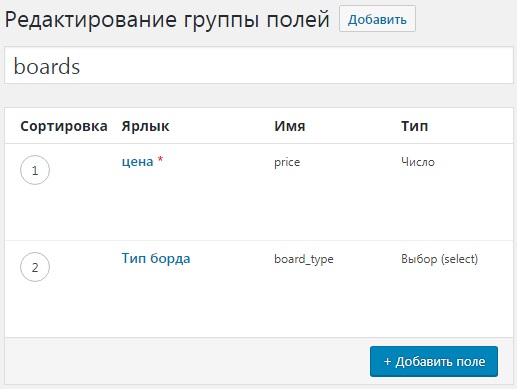 Редактирование группы полей Добавить
boards
Сортировка Ярлык Имя Тип
1 цена * price Число
2 Тип борда board_type Выбор (select)
+ Добавить поле